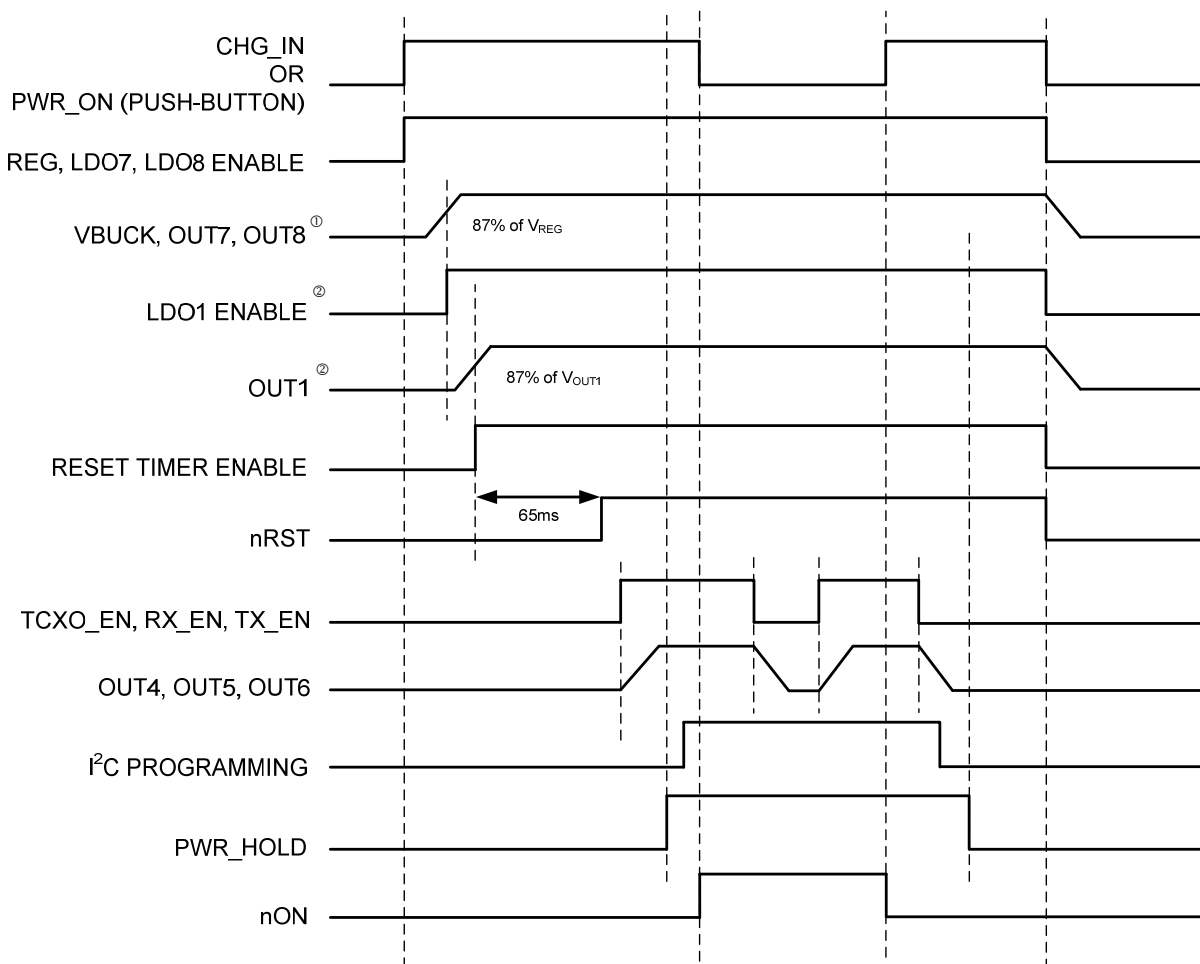 CHG_IN
OR
PWR_ON (PUSH-BUTTON)
REG, LDO7, LDO8 ENABLE
VBUCK, OUT7, OUT8 ①
87% of VREG
LDO1 ENABLE ②
OUT1 ②
87% of VOUT1
RESET TIMER ENABLE
65ms
nRST
TCXO_EN, RX_EN, TX_EN
OUT4, OUT5, OUT6
I²C PROGRAMMING
PWR_HOLD
nON